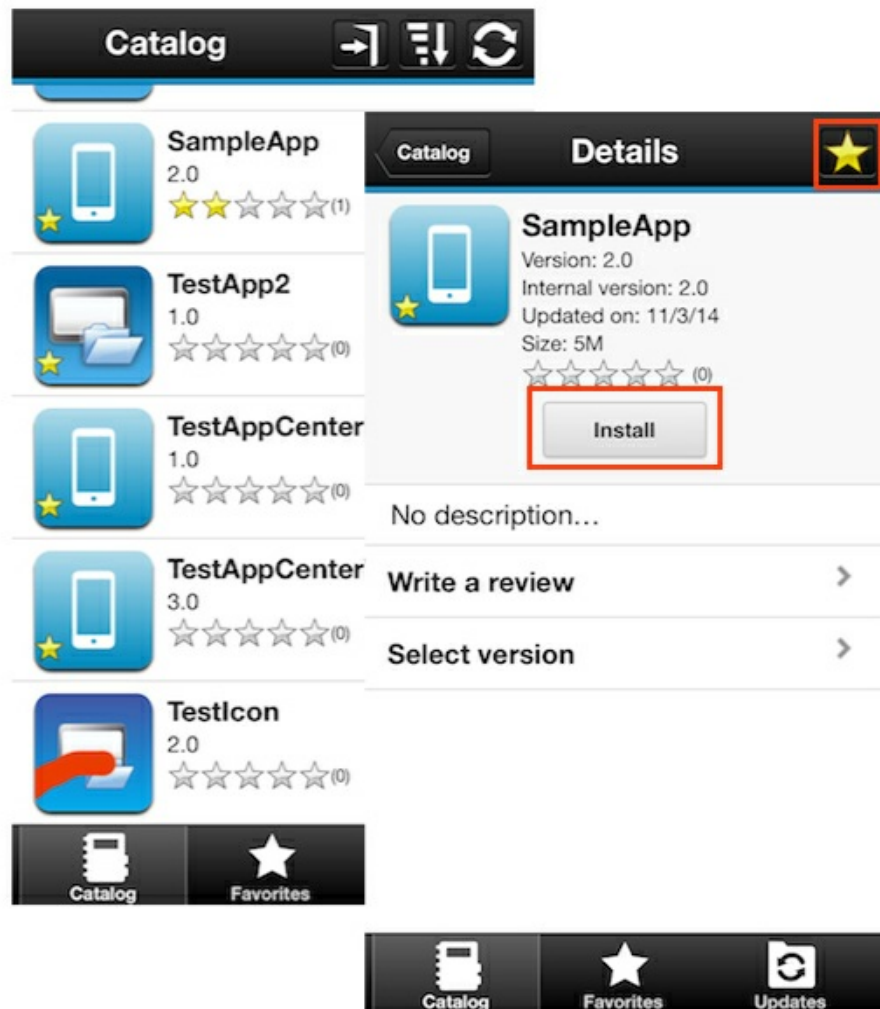 Catalog
SampleApp
2.0
(1)
TestApp2
1.0
(0)
TestAppCenter
1.0
(0)
TestAppCenter
3.0
(0)
TestIcon
2.0
(0)
Catalog
Favorites
Catalog
Details
SampleApp
Version: 2.0
Internal version: 2.0
Updated on: 11/3/14
Size: 5M
(0)
Install
No description...
Write a review
Select version
Catalog
Favorites
Updates